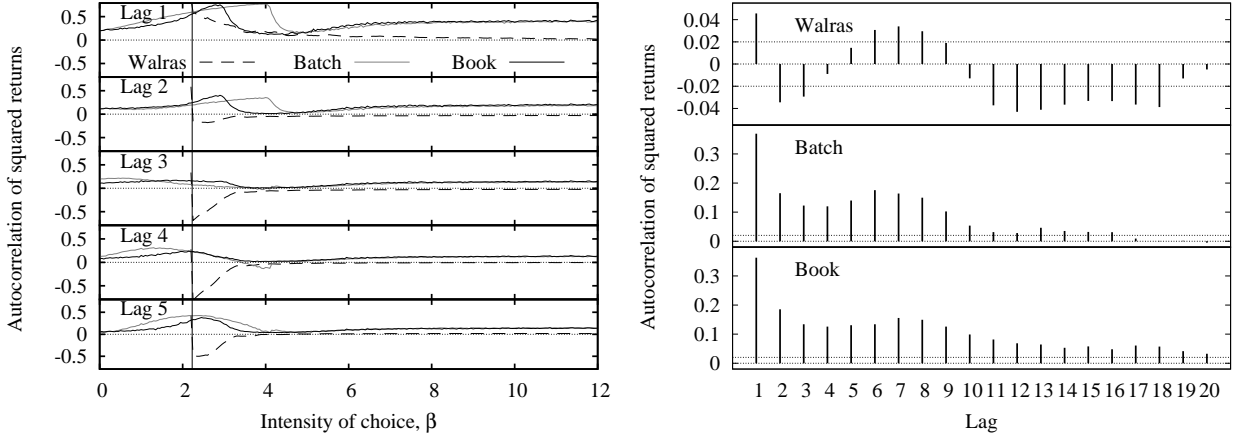 Autocorrelation of squared returns
0.5
0
-0.5
Lag 1
Walras
Batch
Book
0.5
0
-0.5
Lag 2
0.5
0
-0.5
Lag 3
0.5
0
-0.5
Lag 4
0.5
0
-0.5
Lag 5
0 2 4 6 8 10 12
Intensity of choice, β
Autocorrelation of squared returns
0.04
0.02
0
-0.02
-0.04
Walras
0.3
0.2
0.1
0
Batch
0.3
0.2
0.1
0
Book
1 2 3 4 5 6 7 8 9 10 11 12 13 14 15 16 17 18 19 20
Lag